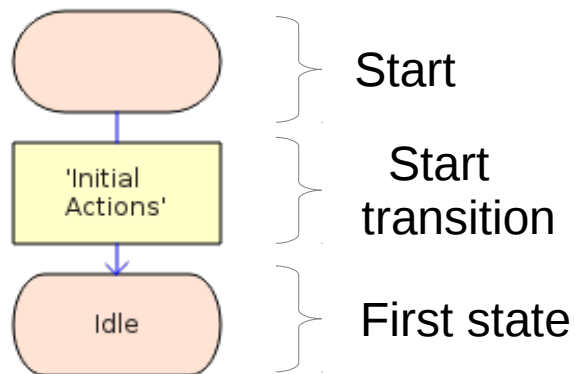 Start
'Initial
Actions'
Start
transition
Idle
First state